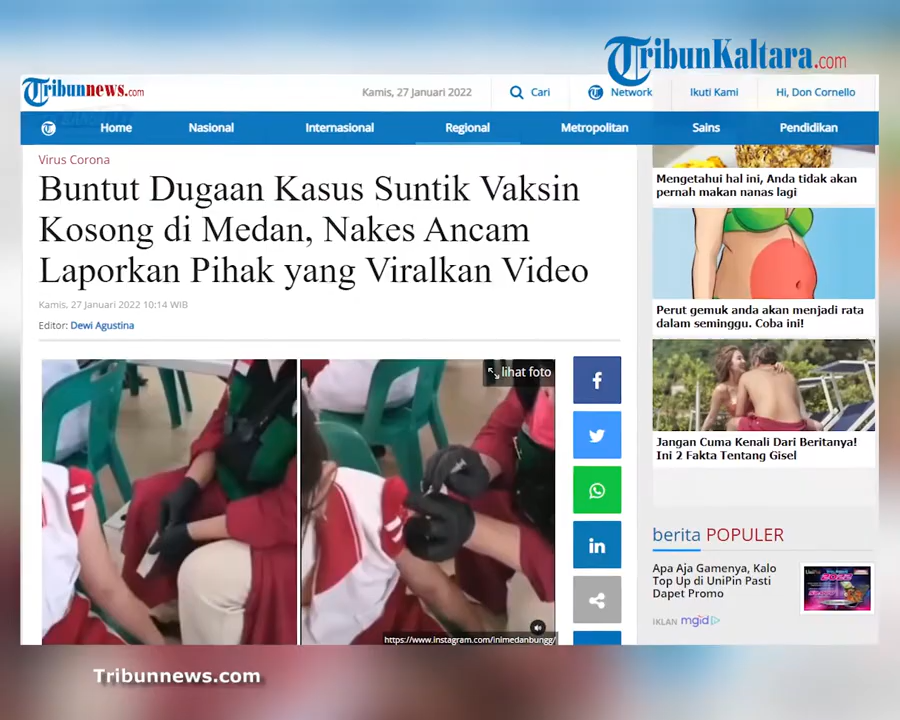 TribunKaltara.com
Tribunnews.com
Kamis, 27 Januari 2022
Cari
Network
Ikuti Kami
Hi, Don Cornello
Home
Nasional
Internasional
Regional
Metropolitan
Sains
Pendidikan
Virus Corona
Buntut Dugaan Kasus Suntik Vaksin
Kosong di Medan, Nakes Ancam
Laporkan Pihak yang Viralkan Video
Kamis, 27 Januari 2022 10:14 WIB
Editor: Dewi Agustina
lihat foto
https://www.instagram.com/inimedanbungg/
Mengetahui hal ini, Anda tidak akan
pernah makan nanas lagi
Perut gemuk anda akan menjadi rata
dalam seminggu. Coba ini!
Jangan Cuma Kenali Dari Beritanya!
Ini 2 Fakta Tentang Gisel
berita POPULER
Apa Aja Gamenya, Kalo
Top Up di UniPin Pasti
Dapet Promo
IKLAN mgid
Tribunnews.com